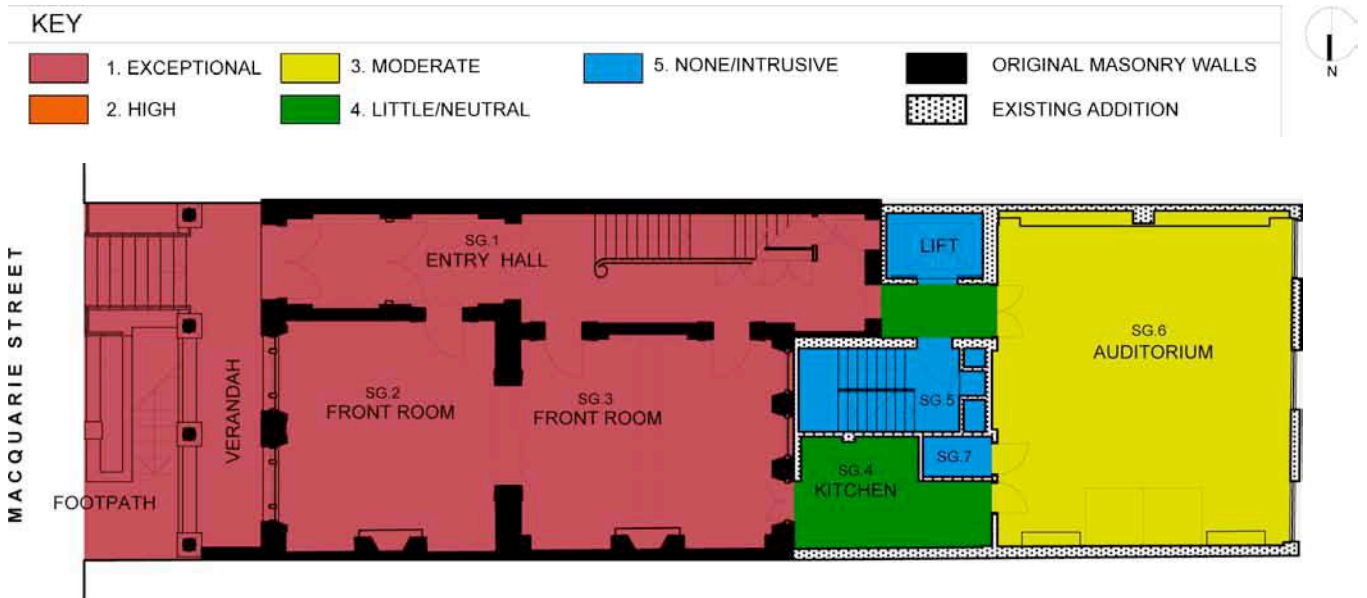 KEY
1. EXCEPTIONAL
3. MODERATE
5. NONE/INTRUSIVE
ORIGINAL MASONRY WALLS
2. HIGH
4. LITTLE/NEUTRAL
EXISTING ADDITION
N
MACQUARIE STREET
FOOTPATH
VERANDAH
SG.1
ENTRY HALL
SG.2
FRONT ROOM
SG.3
FRONT ROOM
LIFT
SG.5
SG.7
SG.4
KITCHEN
SG.6
AUDITORIUM